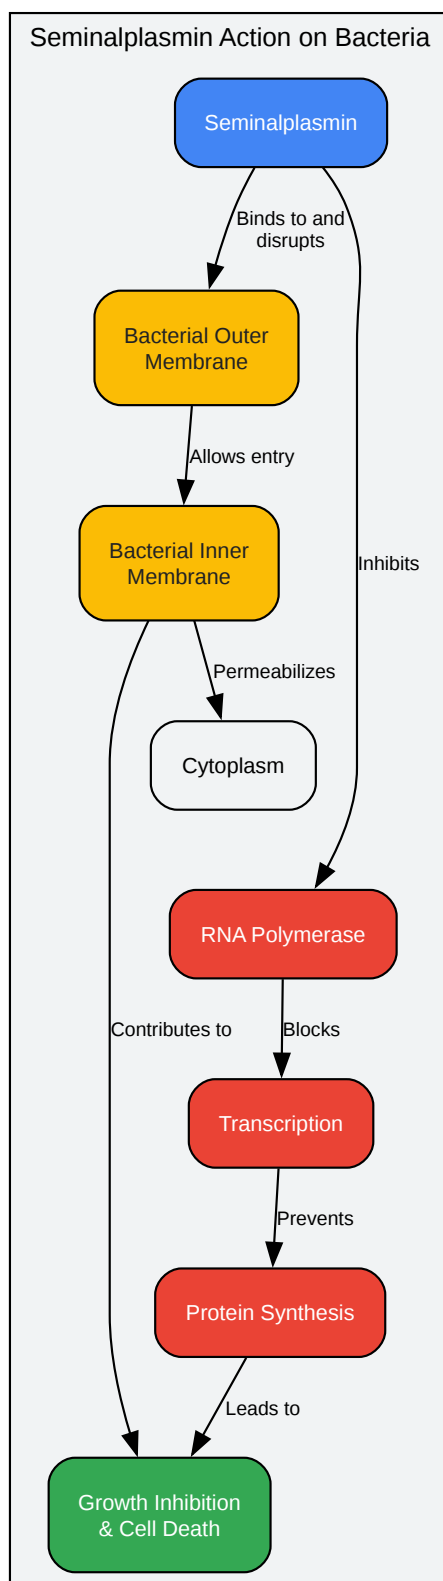 Seminalplasmin Action on Bacteria
Seminalplasmin
Binds to and
disrupts
Bacterial Outer
Membrane
Allows entry
Bacterial Inner
Membrane
Inhibits
Permeabilizes
Cytoplasm
RNA Polymerase
Contributes to
Blocks
Transcription
Prevents
Protein Synthesis
Leads to
Growth Inhibition
& Cell Death